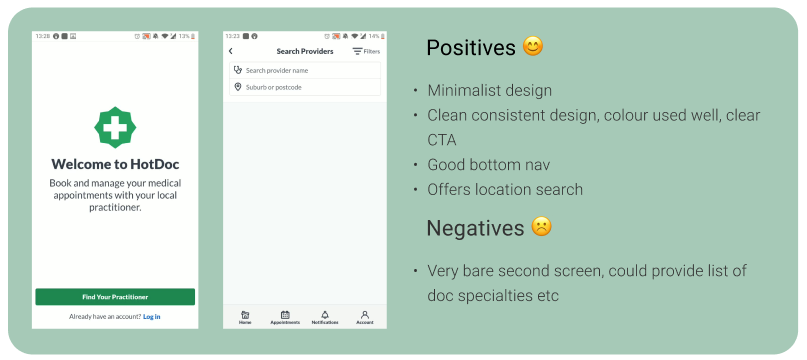 13:28
13%
Welcome to HotDoc
Book and manage your medical
appointments with your local
practitioner.
Find Your Practitioner
Already have an account? Log in
13:23
14%
Search Providers
Filters
Search provider name
Suburb or postcode
Home
Appointments
Notifications
Account
Positives 😊
• Minimalist design
• Clean consistent design, colour used well, clear
CTA
• Good bottom nav
• Offers location search
Negatives ☹️
• Very bare second screen, could provide list of
doc specialties etc